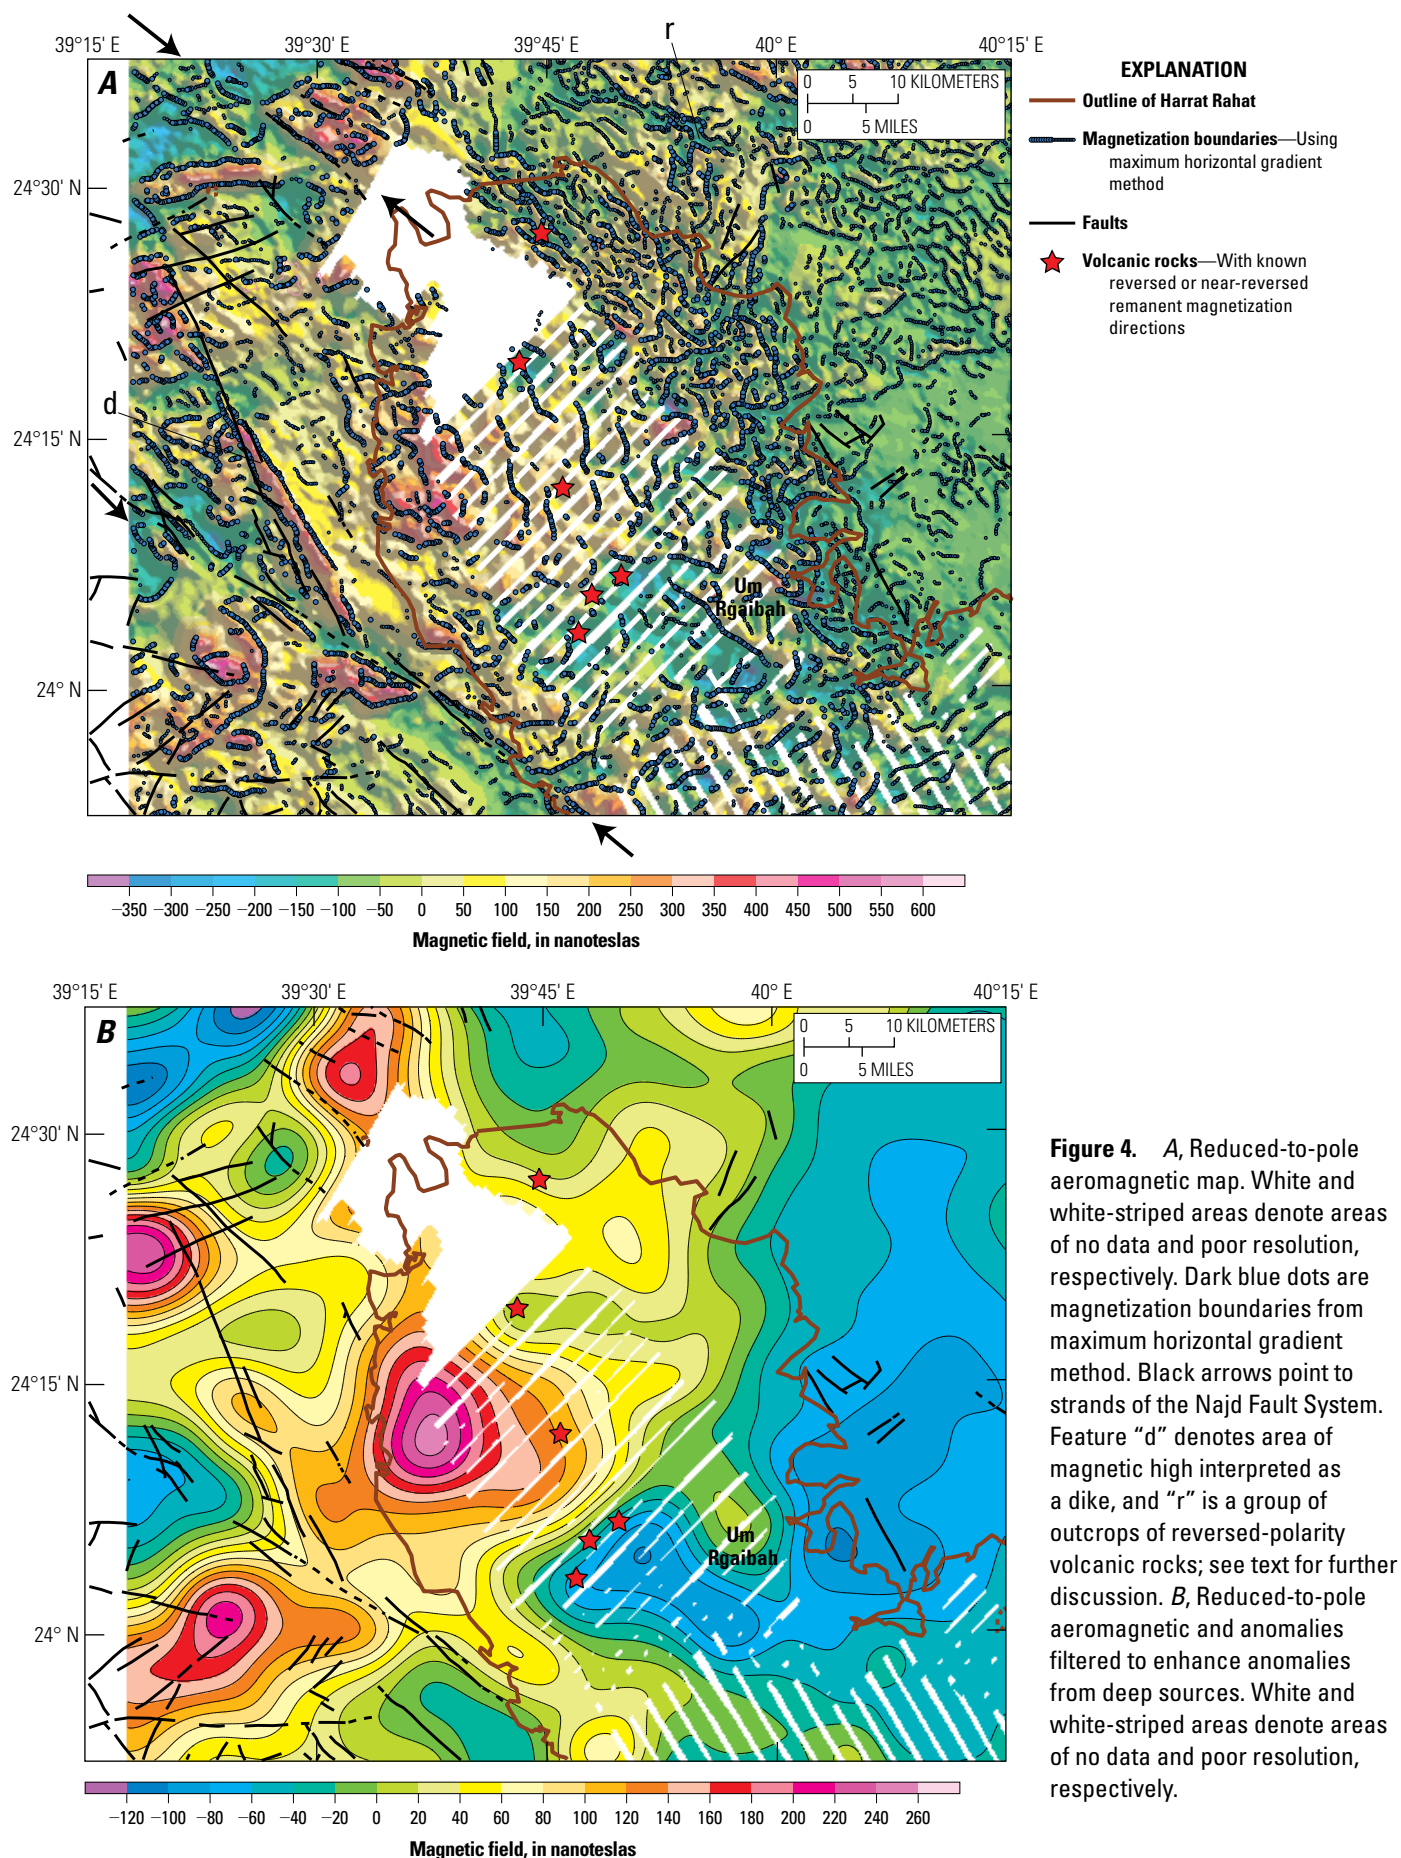 39°15' E
39°30' E
39°45' E
r
40° E
40°15' E
A
0 5 10 KILOMETERS
0 5 MILES
24°30' N
d
24°15' N
24° N
Um
Rgaibah
−350 −300 −250 −200 −150 −100 −50 0 50 100 150 200 250 300 350 400 450 500 550 600
Magnetic field, in nanoteslas
EXPLANATION
Outline of Harrat Rahat
Magnetization boundaries—Using
maximum horizontal gradient
method
Faults
Volcanic rocks—With known
reversed or near-reversed
remanent magnetization
directions
39°15' E
39°30' E
39°45' E
40° E
40°15' E
B
0 5 10 KILOMETERS
0 5 MILES
24°30' N
24°15' N
24° N
Um
Rgaibah
−120 −100 −80 −60 −40 −20 0 20 40 60 80 100 120 140 160 180 200 220 240 260
Magnetic field, in nanoteslas
Figure 4. A, Reduced-to-pole
aeromagnetic map. White and
white-striped areas denote areas
of no data and poor resolution,
respectively. Dark blue dots are
magnetization boundaries from
maximum horizontal gradient
method. Black arrows point to
strands of the Najd Fault System.
Feature “d” denotes area of
magnetic high interpreted as
a dike, and “r” is a group of
outcrops of reversed-polarity
volcanic rocks; see text for further
discussion. B, Reduced-to-pole
aeromagnetic and anomalies
filtered to enhance anomalies
from deep sources. White and
white-striped areas denote areas
of no data and poor resolution,
respectively.